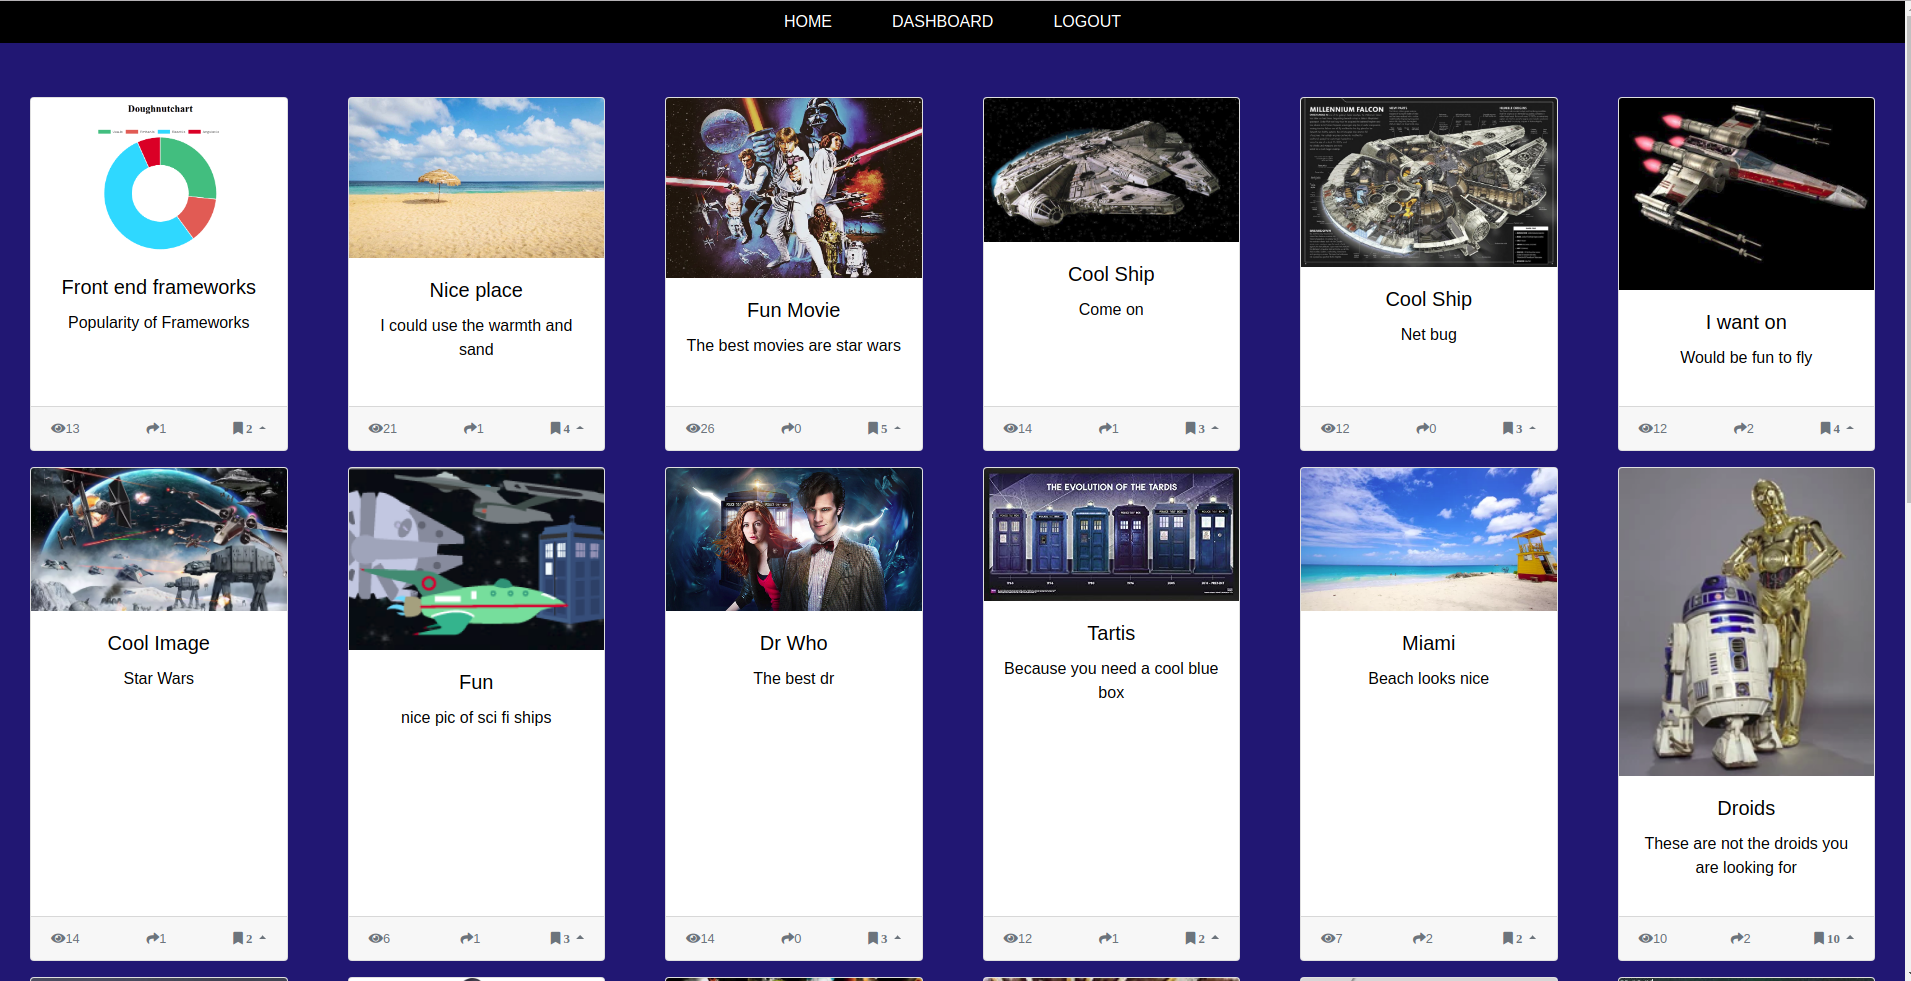 HOME
DASHBOARD
LOGOUT
Doughnutchart
Front end frameworks
Popularity of Frameworks
13
1
2
Nice place
I could use the warmth and
sand
21
1
4
Fun Movie
The best movies are star wars
26
0
5
Cool Ship
Come on
14
1
3
MILLENNIUM FALCON
Cool Ship
Net bug
12
0
3
I want on
Would be fun to fly
12
2
4
Cool Image
Star Wars
14
1
2
Fun
nice pic of sci fi ships
6
1
3
Dr Who
The best dr
14
0
3
THE EVOLUTION OF THE TARDIS
Tartis
Because you need a cool blue
box
12
1
2
Miami
Beach looks nice
7
2
2
Droids
These are not the droids you
are looking for
10
2
10